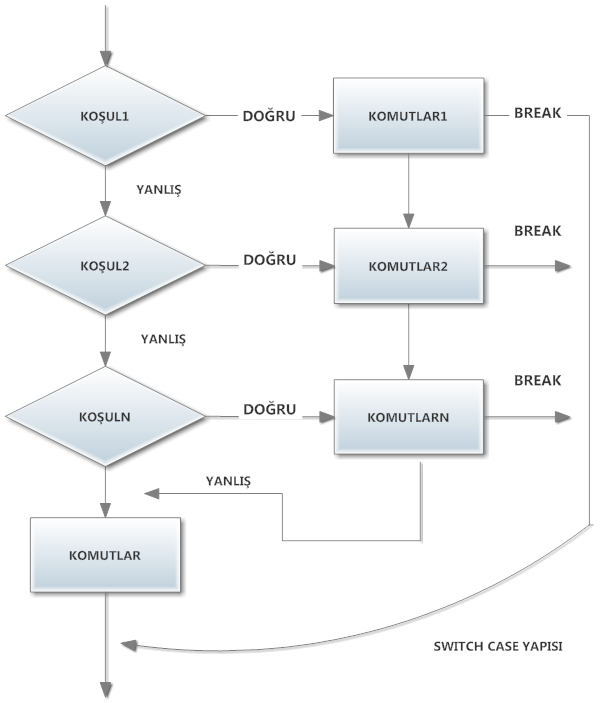 KOŞUL1
DOĞRU
KOMUTLAR1
BREAK
YANLIŞ
BREAK
KOŞUL2
DOĞRU
KOMUTLAR2
YANLIŞ
BREAK
KOŞULN
DOĞRU
KOMUTLARN
YANLIŞ
KOMUTLAR
SWITCH CASE YAPISI